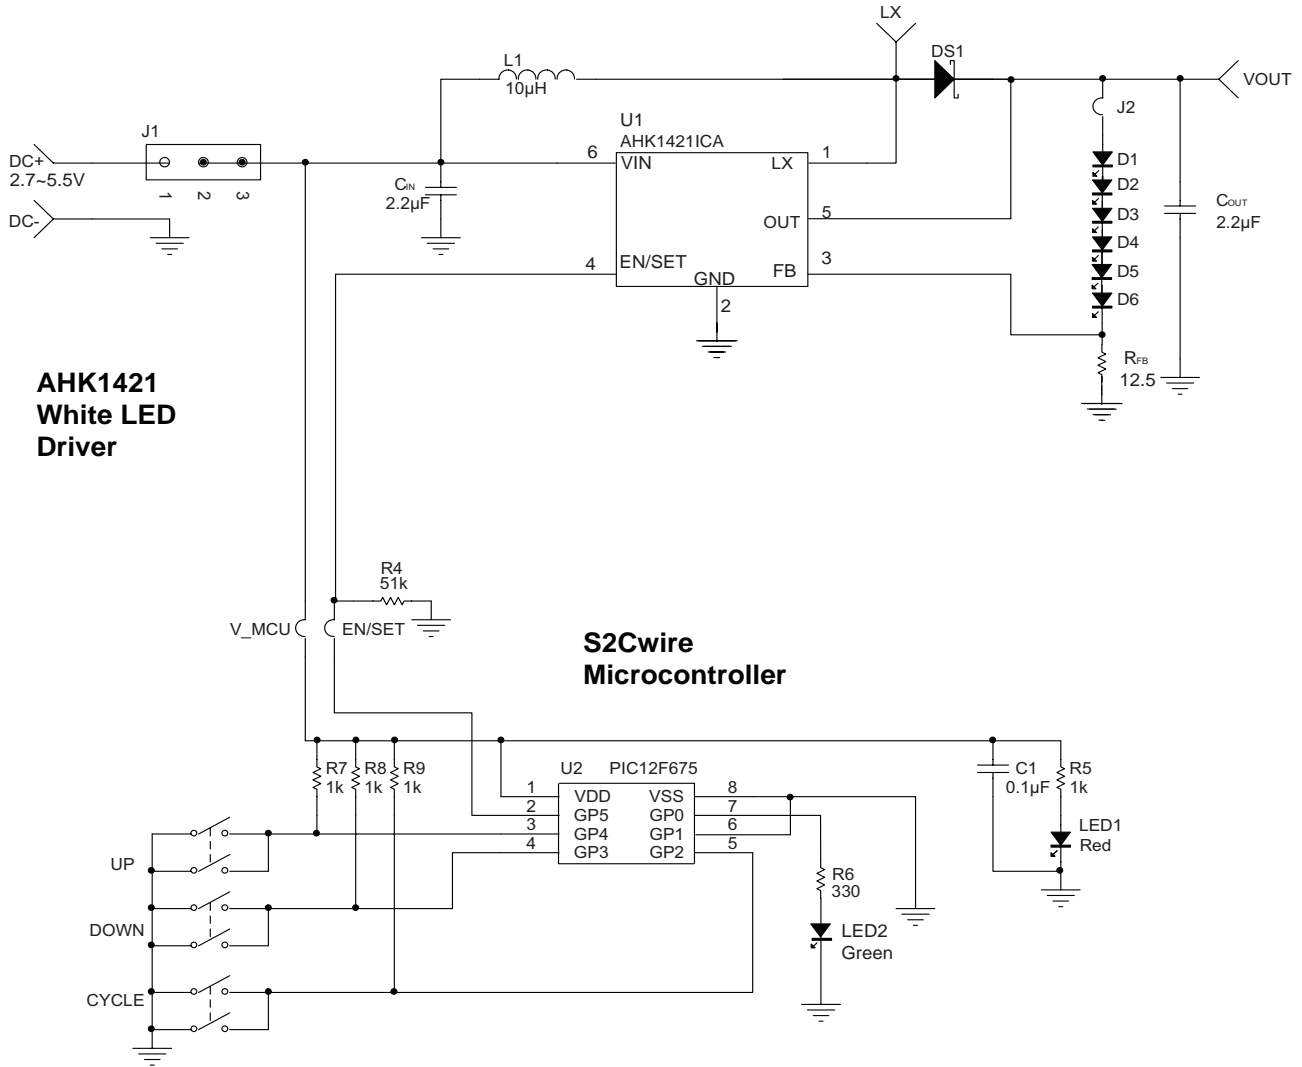 LX
DS1
L1
10µH
VOUT
J2
J1
U1
AHK1421ICA
DC+
2.7~5.5V
1 2 3
6 VIN LX 1
CIN
2.2µF
D1
D2
D3
D4
D5
D6
COUT
2.2µF
DC-
OUT 5
4 EN/SET FB 3
GND
2
RFB
12.5
AHK1421
White LED
Driver
R4
51k
V_MCU EN/SET
S2Cwire
Microcontroller
R7
1k
R8
1k
R9
1k
U2 PIC12F675
1 VDD VSS 8
2 GP5 GP0 7
3 GP4 GP1 6
4 GP3 GP2 5
C1
0.1µF
R5
1k
LED1
Red
UP
R6
330
DOWN
LED2
Green
CYCLE